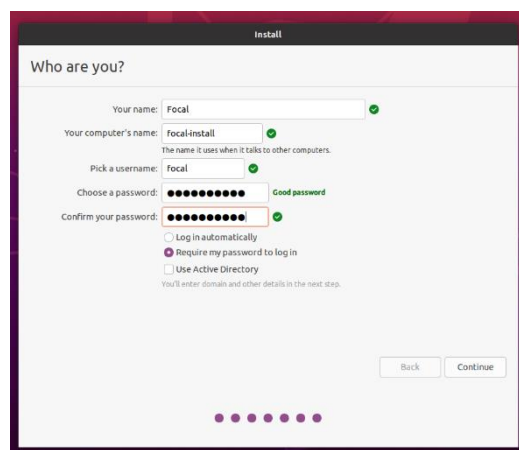 Install
Who are you?
Your name: Focal
Your computer's name: focal-install
The name it uses when it talks to other computers.
Pick a username: focal
Choose a password: ●●●●●●●●●● Good password
Confirm your password: ●●●●●●●●●●
Log in automatically
Require my password to log in
Use Active Directory
You'll enter domain and other details in the next step.
Back Continue